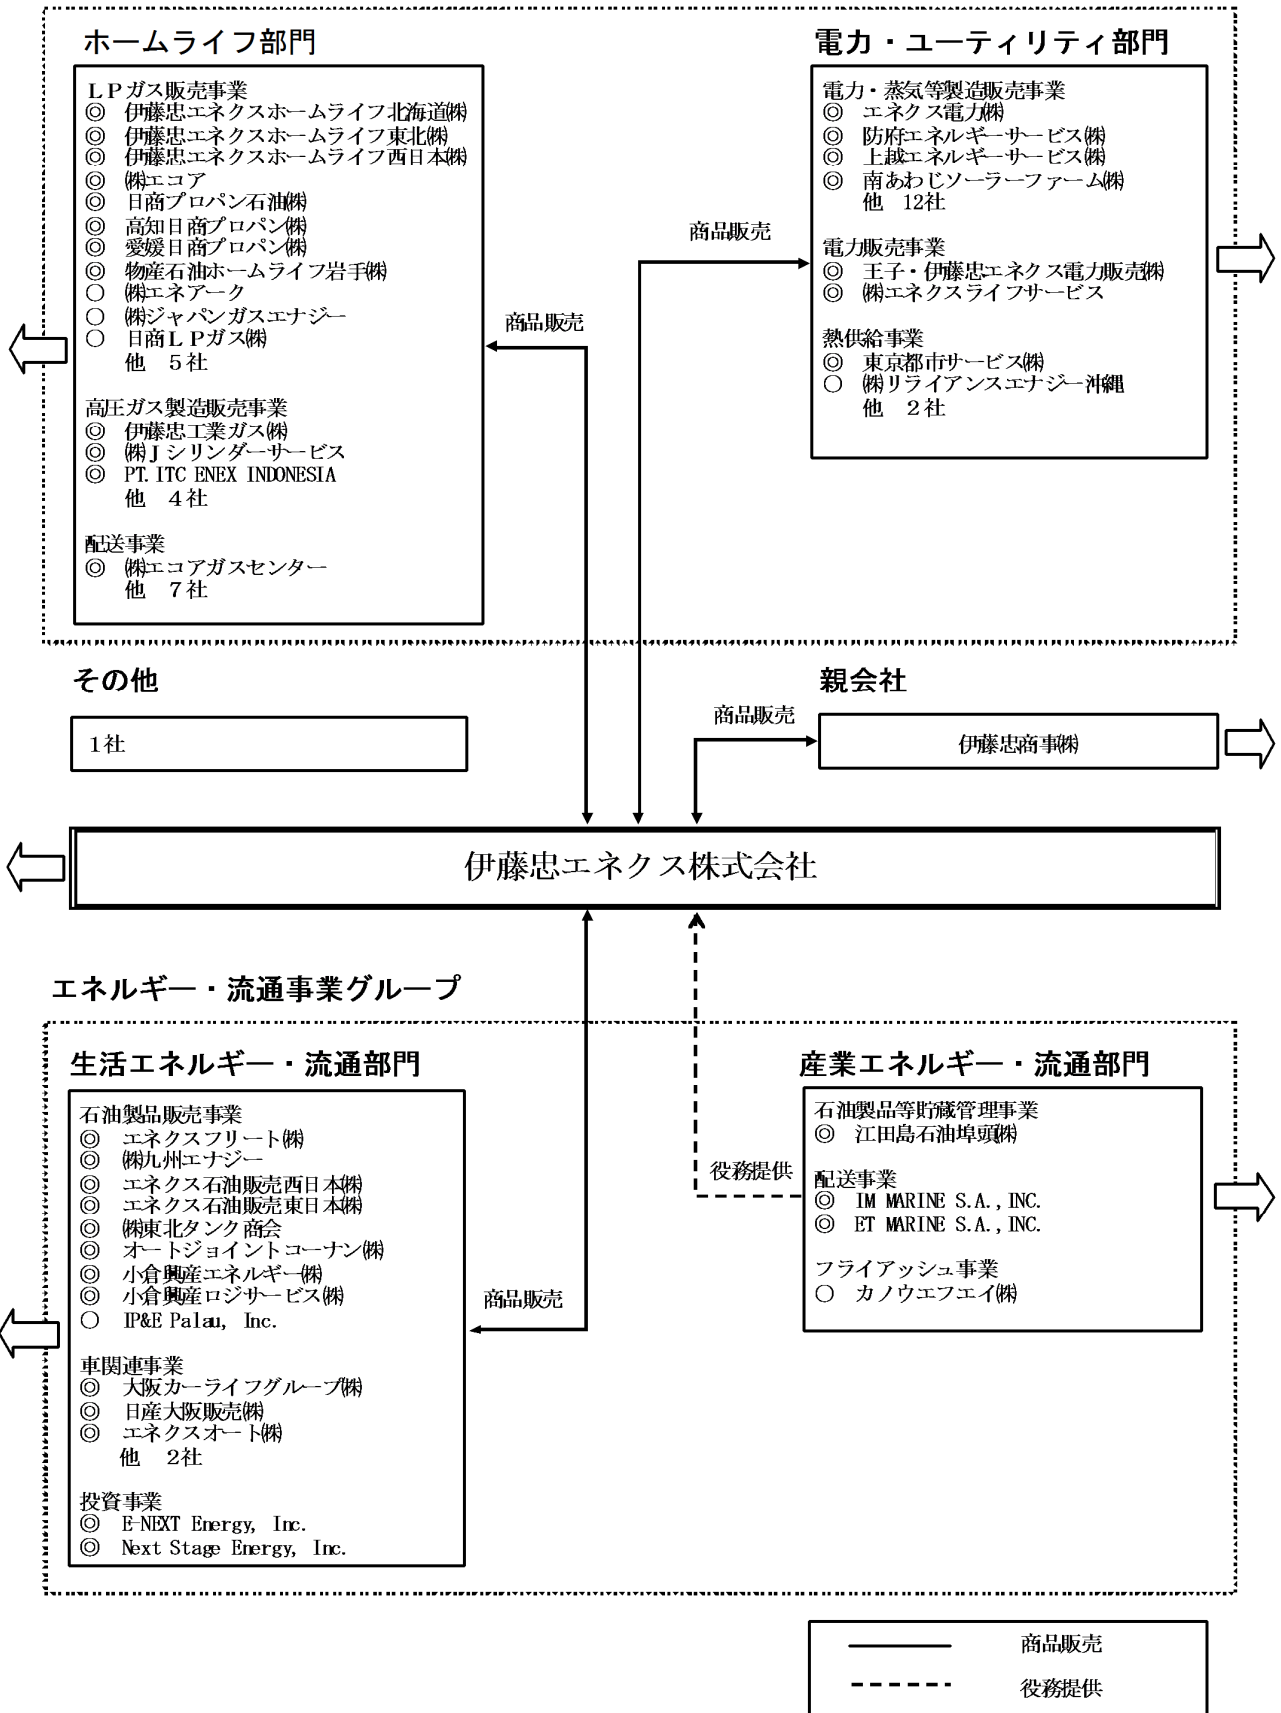 ホームライフ部門
ＬＰガス販売事業
◎ 伊藤忠エネクスホームライフ北海道㈱
◎ 伊藤忠エネクスホームライフ東北㈱
◎ 伊藤忠エネクスホームライフ西日本㈱
◎ ㈱エコア
◎ 日商プロパン石油㈱
◎ 高知日商プロパン㈱
◎ 愛媛日商プロパン㈱
◎ 物産石油ホームライフ岩手㈱
○ ㈱エネアーク
○ ㈱ジャパンガスエナジー
○ 日商ＬＰガス㈱
他 ５社
高圧ガス製造販売事業
◎ 伊藤忠工業ガス㈱
◎ ㈱Ｊシリンダーサービス
◎ PT. ITC ENEX INDONESIA
他 ４社
配送事業
◎ ㈱エコアガスセンター
他 ７社
商品販売
電力・ユーティリティ部門
電力・蒸気等製造販売事業
◎ エネクス電力㈱
◎ 防府エネルギーサービス㈱
◎ 上越エネルギーサービス㈱
◎ 南あわじソーラーファーム㈱
他 12社
電力販売事業
◎ 王子・伊藤忠エネクス電力販売㈱
◎ ㈱エネクスライフサービス
熱供給事業
◎ 東京都市サービス㈱
○ ㈱リライアンスエナジー沖縄
他 ２社
商品販売
その他
１社
親会社
商品販売
伊藤忠商事㈱
伊藤忠エネクス株式会社
エネルギー・流通事業グループ
生活エネルギー・流通部門
石油製品販売事業
◎ エネクスフリート㈱
◎ ㈱九州エナジー
◎ エネクス石油販売西日本㈱
◎ エネクス石油販売東日本㈱
◎ ㈱東北タンク商会
◎ オートジョイントコーナン㈱
◎ 小倉興産エネルギー㈱
◎ 小倉興産ロジサービス㈱
○ IP&E Palau, Inc.
車関連事業
◎ 大阪カーライフグループ㈱
◎ 日産大阪販売㈱
◎ エネクスオート㈱
他 ２社
投資事業
◎ E-NEXT Energy, Inc.
◎ Next Stage Energy, Inc.
商品販売
産業エネルギー・流通部門
石油製品等貯蔵管理事業
◎ 江田島石油埠頭㈱
配送事業
◎ IM MARINE S.A., INC.
◎ ET MARINE S.A., INC.
フライアッシュ事業
○ カノウエフエイ㈱
役務提供
商品販売
役務提供